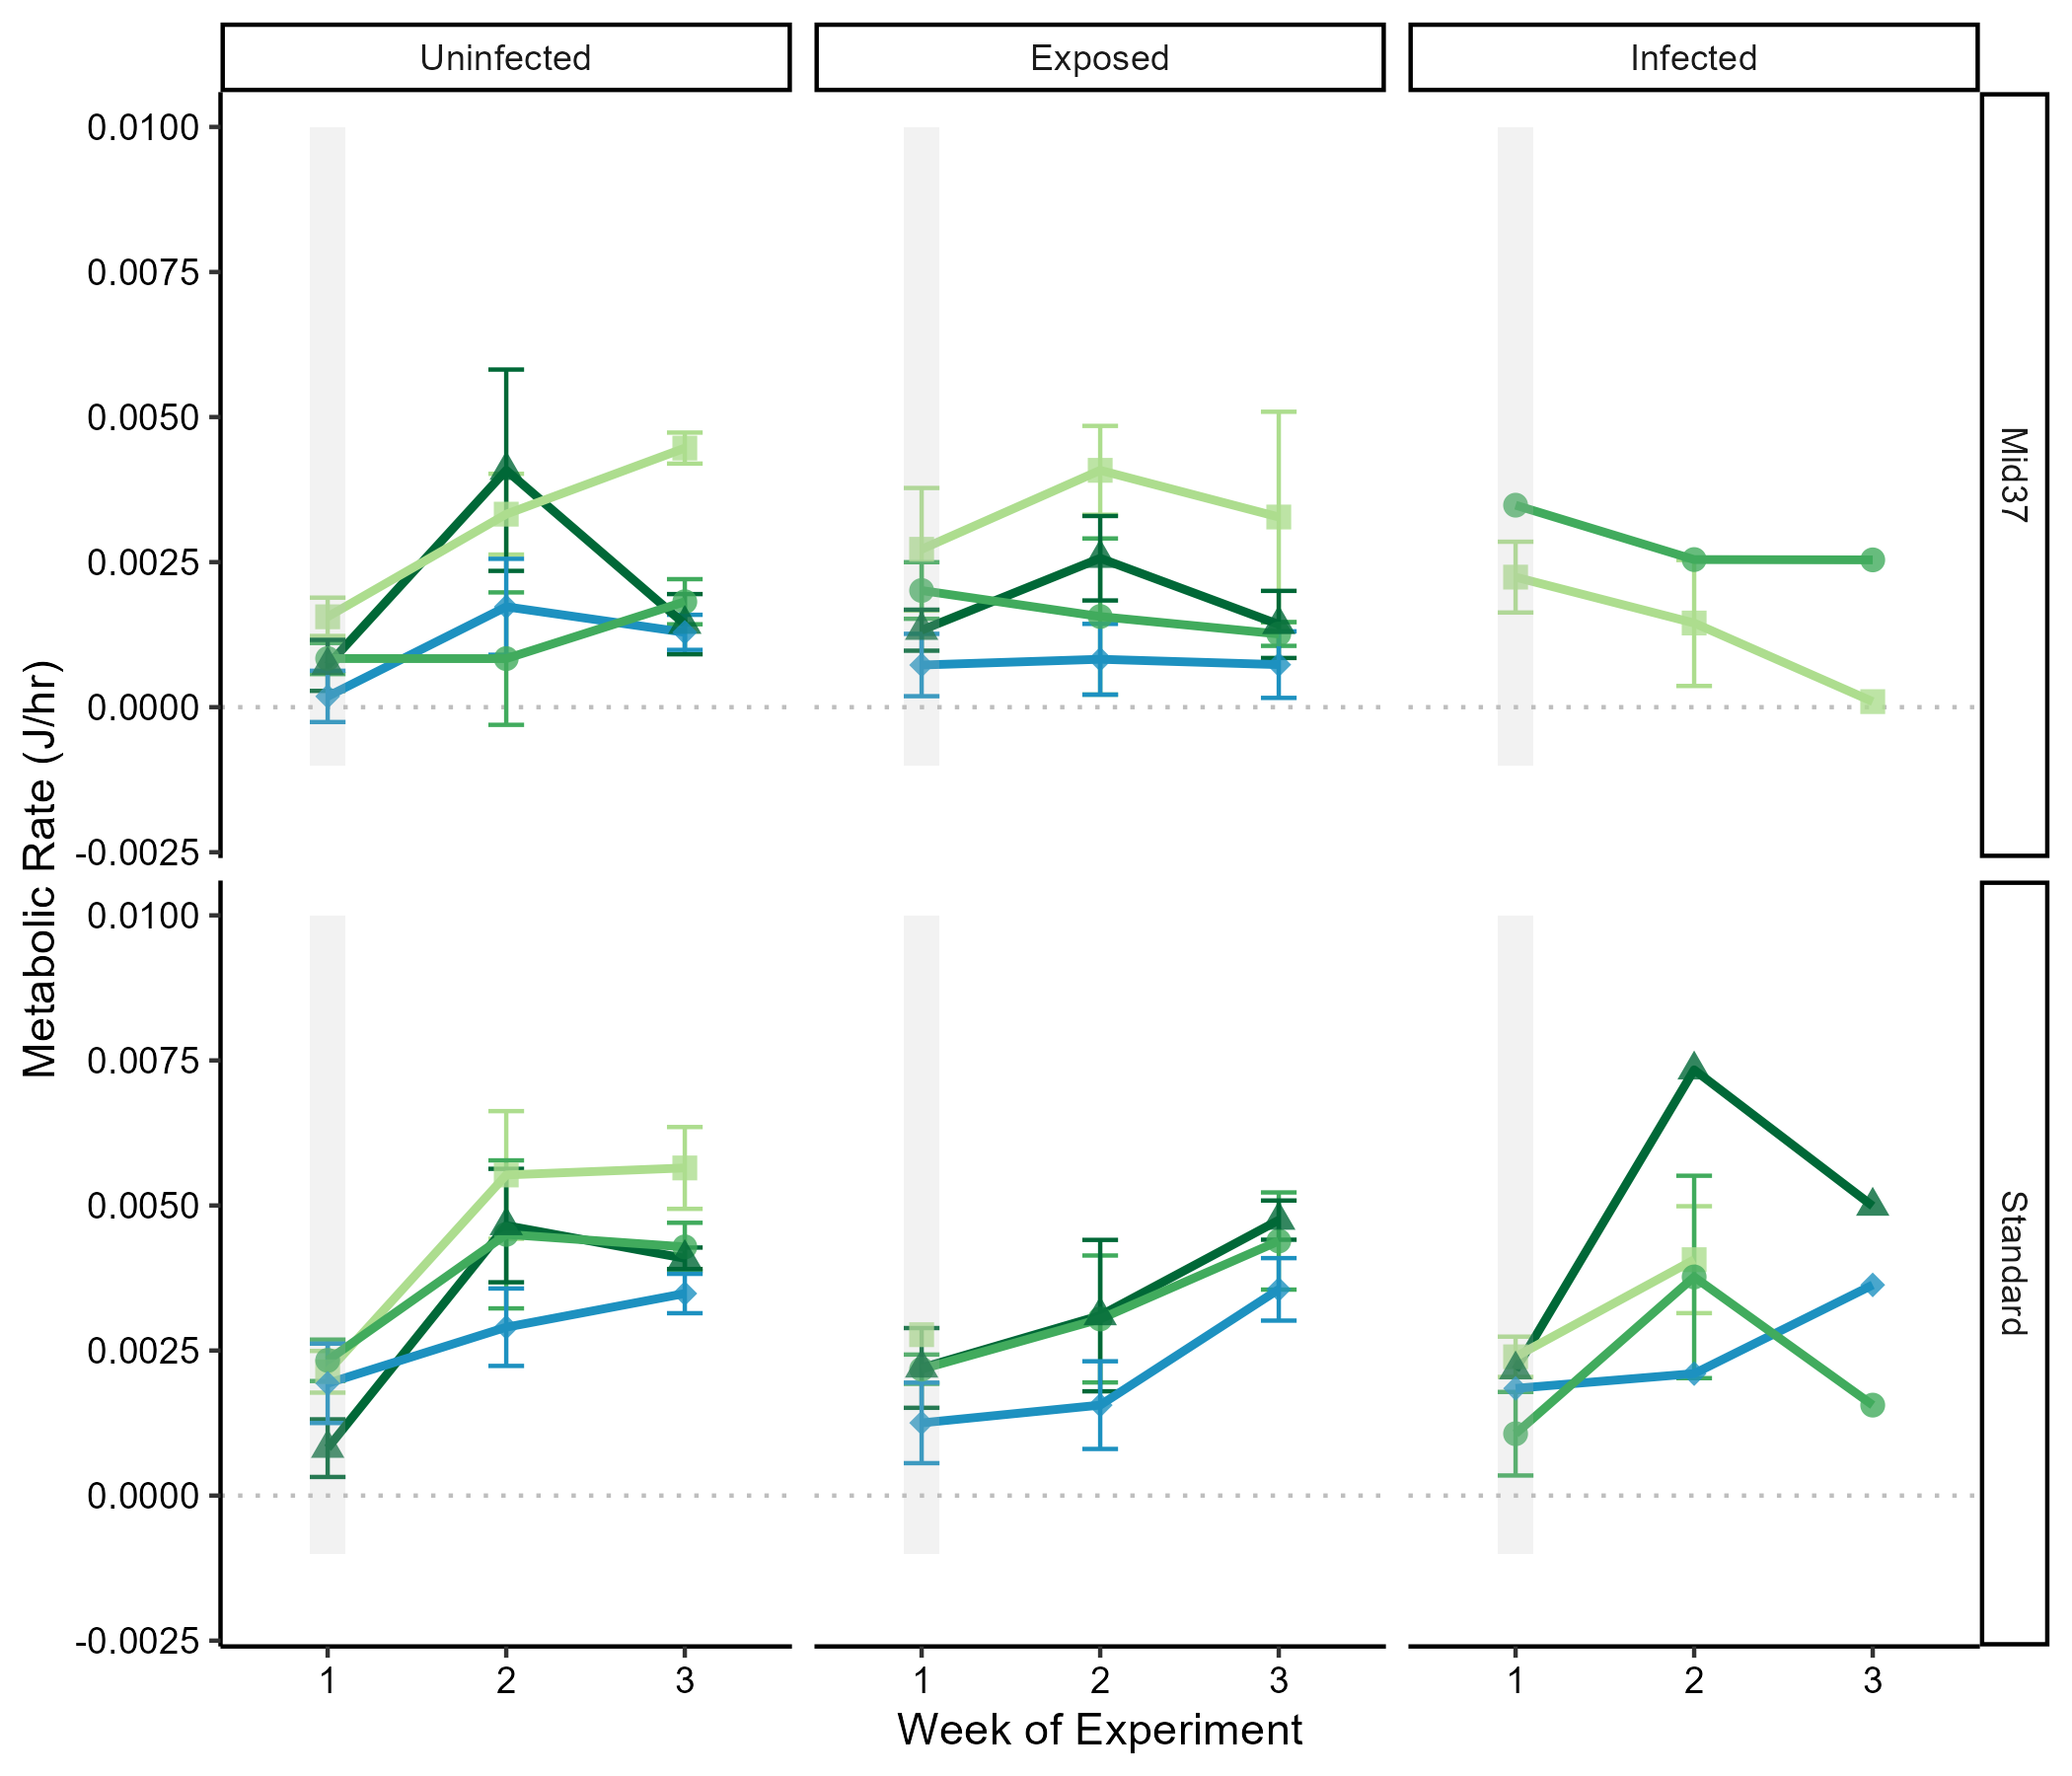 Uninfected Exposed Infected
0.0100
0.0075
0.0050
0.0025
0.0000
-0.0025
Mid37
Metabolic Rate (J/hr)
0.0100
0.0075
0.0050
0.0025
0.0000
-0.0025
Standard
1 2 3 1 2 3 1 2 3
Week of Experiment